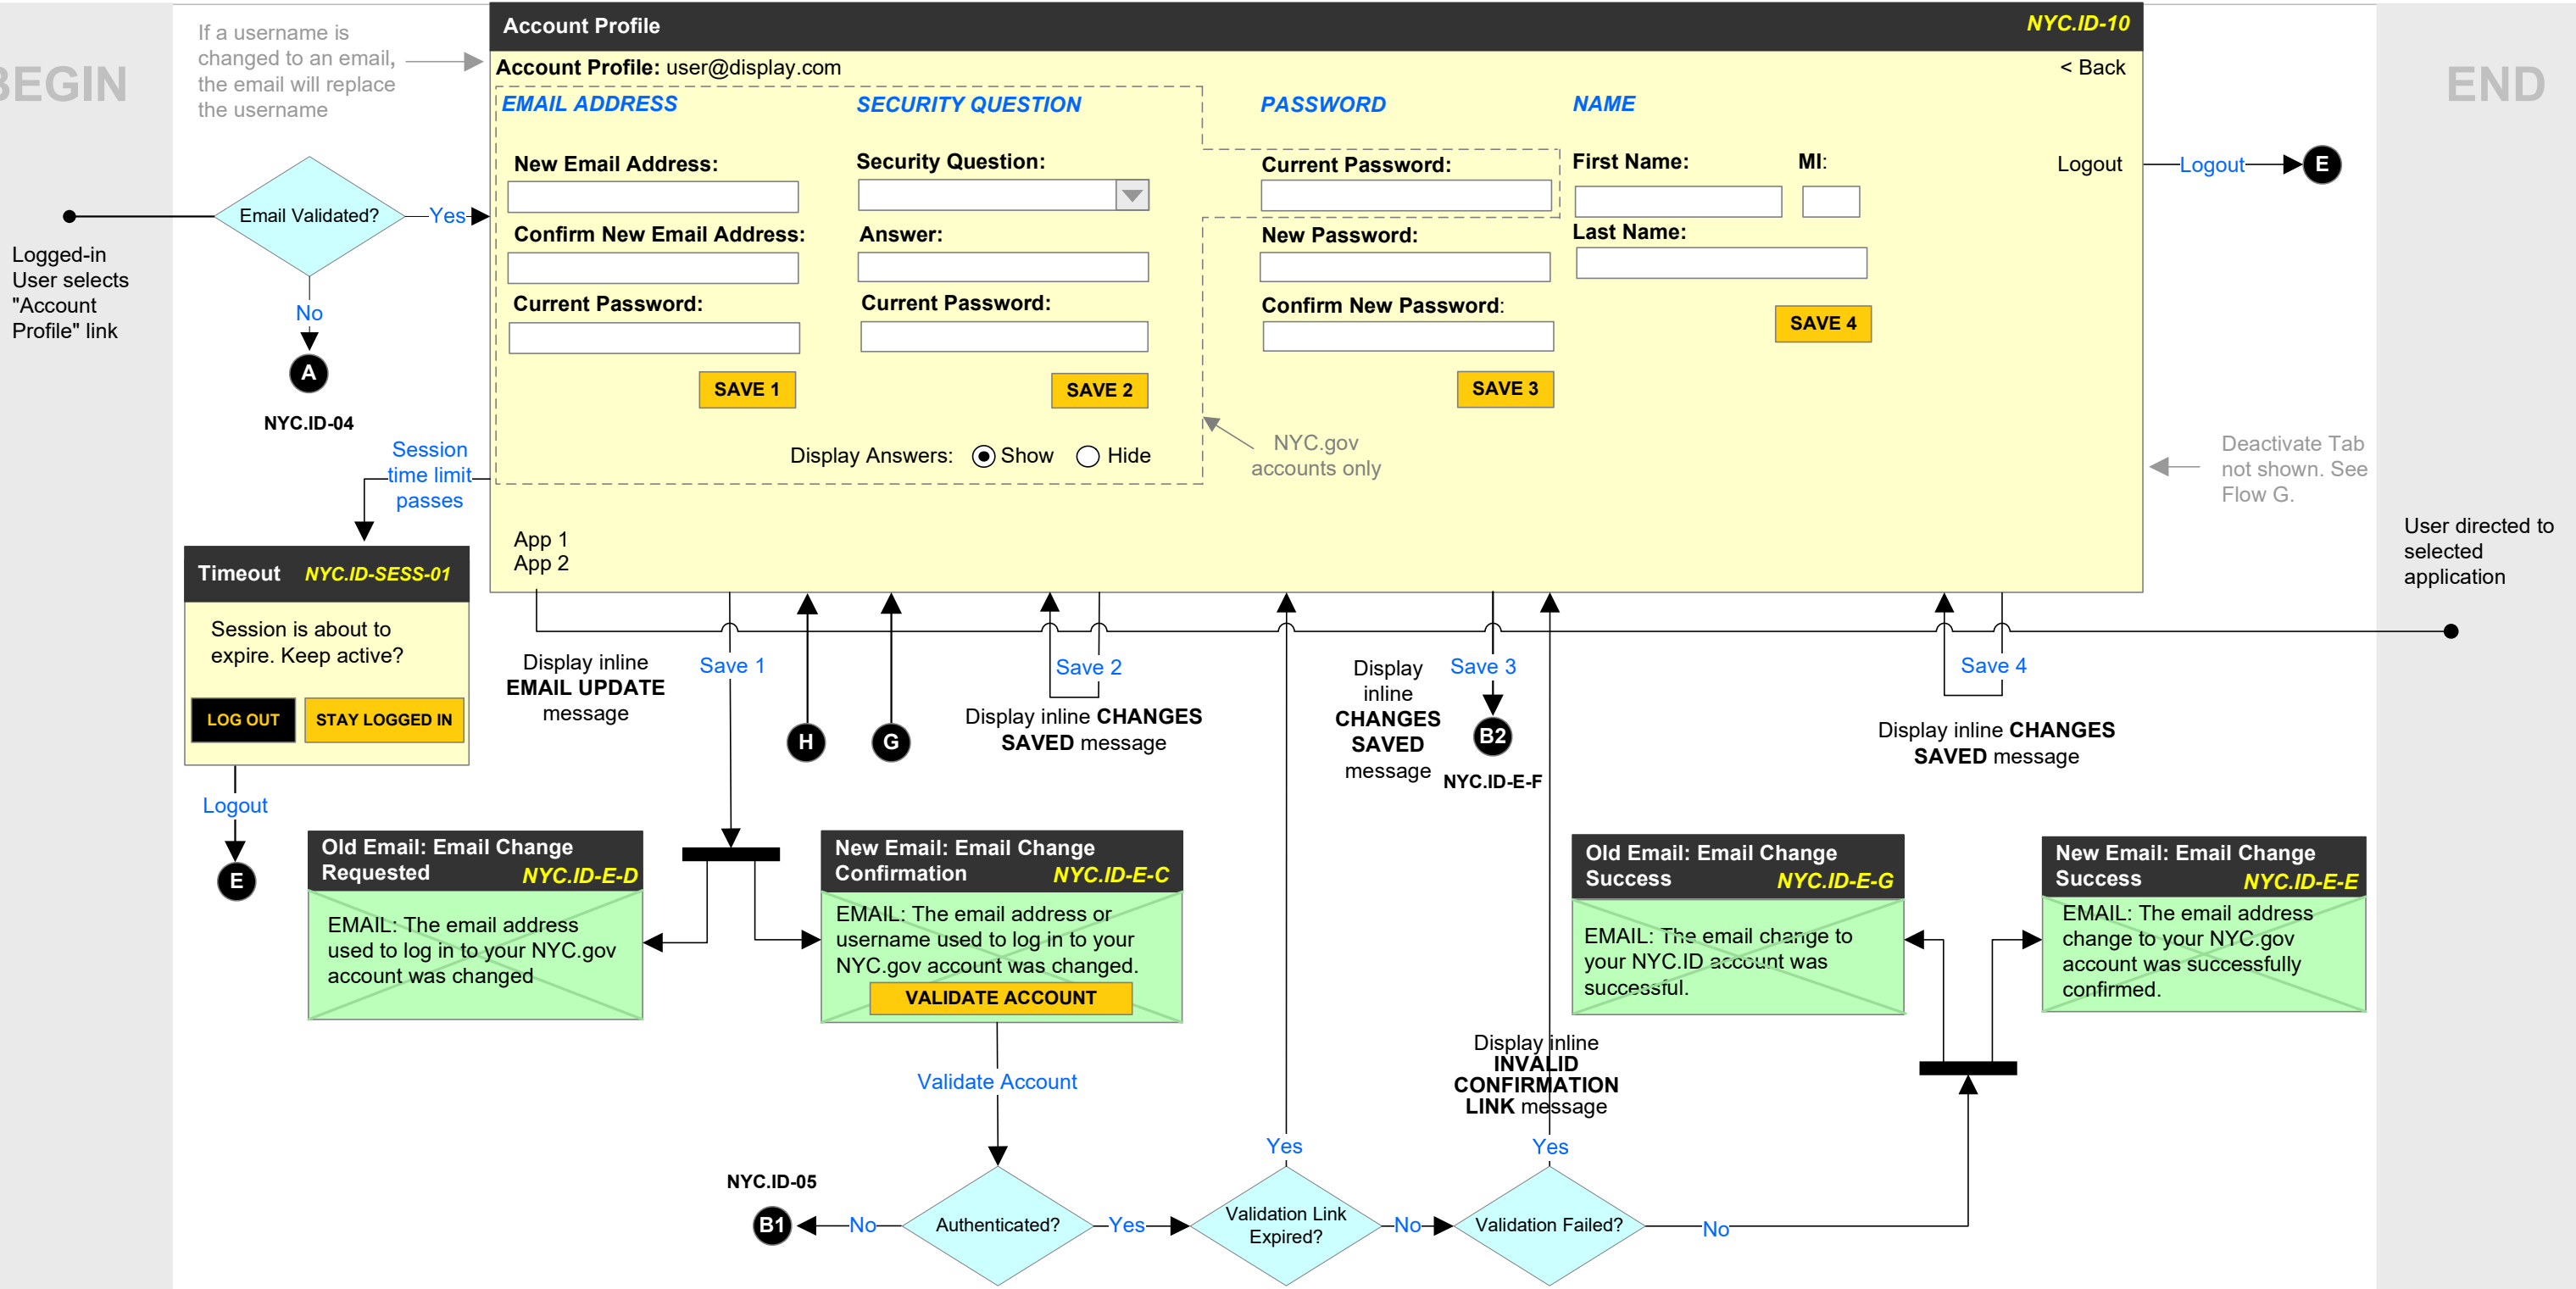 BEGIN
END
If a username is
changed to an email,
the email will replace
the username
Account Profile
NYC.ID-10
Account Profile: user@display.com
< Back
EMAIL ADDRESS
SECURITY QUESTION
PASSWORD
NAME
New Email Address:
Security Question:
Current Password:
First Name:
MI:
Logout
Logout
E
Email Validated?
Yes
Confirm New Email Address:
Answer:
New Password:
Last Name:
Logged-in
User selects
"Account
Profile" link
Current Password:
Current Password:
Confirm New Password:
No
SAVE 4
A
NYC.ID-04
SAVE 1
SAVE 2
SAVE 3
Session
time limit
passes
Display Answers:
Show
Hide
NYC.gov
accounts only
Deactivate Tab
not shown. See
Flow G.
App 1
App 2
User directed to
selected
application
Timeout
NYC.ID-SESS-01
Session is about to
expire. Keep active?
LOG OUT
STAY LOGGED IN
Logout
E
Display inline
EMAIL UPDATE
message
Save 1
H
G
Save 2
Display inline CHANGES
SAVED message
Display
inline
CHANGES
SAVED
message
Save 3
B2
NYC.ID-E-F
Save 4
Display inline CHANGES
SAVED message
Old Email: Email Change
Requested
NYC.ID-E-D
EMAIL: The email address
used to log in to your NYC.gov
account was changed
New Email: Email Change
Confirmation
NYC.ID-E-C
EMAIL: The email address or
username used to log in to your
NYC.gov account was changed.
VALIDATE ACCOUNT
Old Email: Email Change
Success
NYC.ID-E-G
EMAIL: The email change to
your NYC.ID account was
successful.
New Email: Email Change
Success
NYC.ID-E-E
EMAIL: The email address
change to your NYC.gov
account was successfully
confirmed.
Validate Account
Display inline
INVALID
CONFIRMATION
LINK message
Yes
Yes
NYC.ID-05
B1
No
Authenticated?
Yes
Validation Link
Expired?
No
Validation Failed?
No